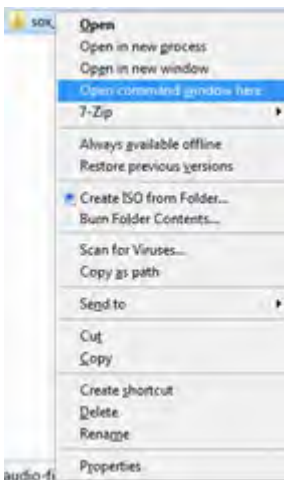 sox_
Open
Open in new process
Open in new window
Open command window here
7-Zip
Always available offline
Restore previous versions
Create ISO from Folder...
Burn Folder Contents...
Scan for Viruses...
Copy as path
Send to
Cut
Copy
Create shortcut
Delete
Rename
Properties
audio-fi